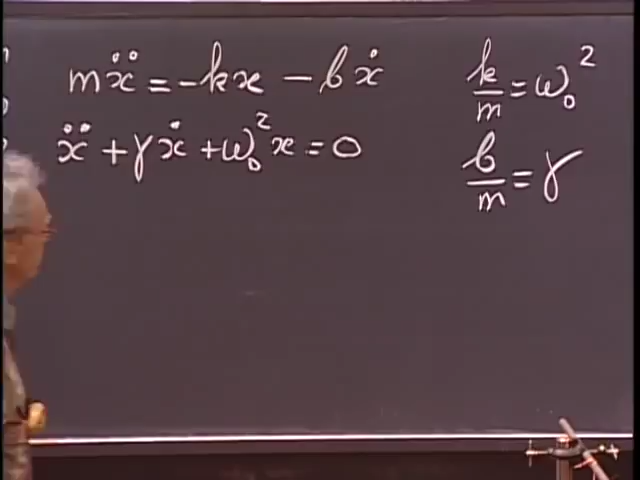 mẍ = -kx - bẋ
ẍ + γẋ + ω₀²x = 0
k/m = ω₀²
b/m = γ